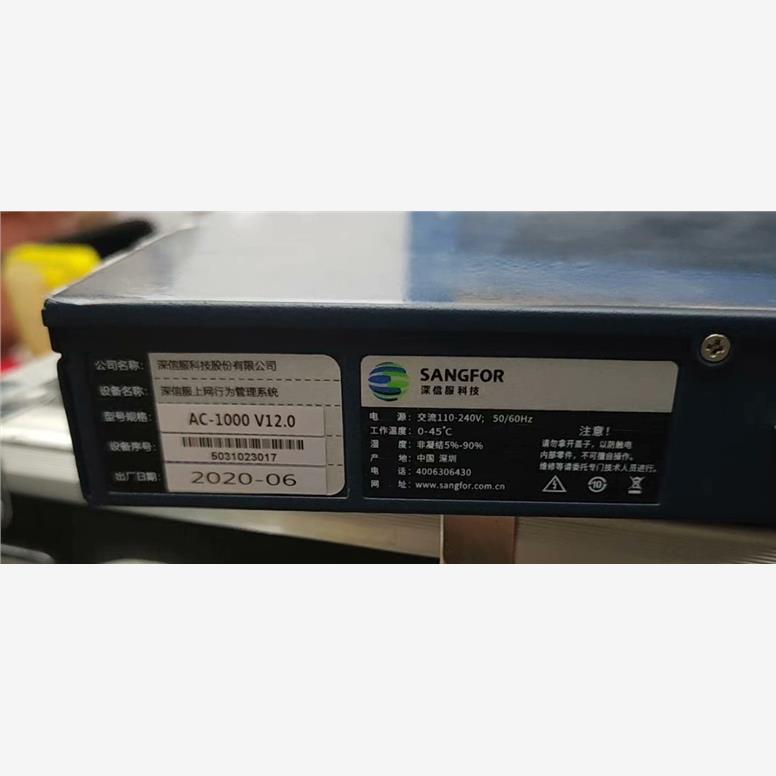 公司名称: 深信服科技股份有限公司
设备名称: 深信服上网行为管理系统
型号规格: AC-1000 V12.0
设备序号: 5031023017
出厂日期: 2020-06
SANGFOR
深信服科技
电 源: 交流110-240V; 50/60Hz
工作温度: 0-45℃
湿 度: 非凝结5%-90%
产 地: 中国 深圳
电 话: 4006306430
网 址: www.sangfor.com.cn
注意!
请勿拿开盖子, 以防触电
内部零件, 不可擅自操作。
维修等请委托专门技术人员进行。
10